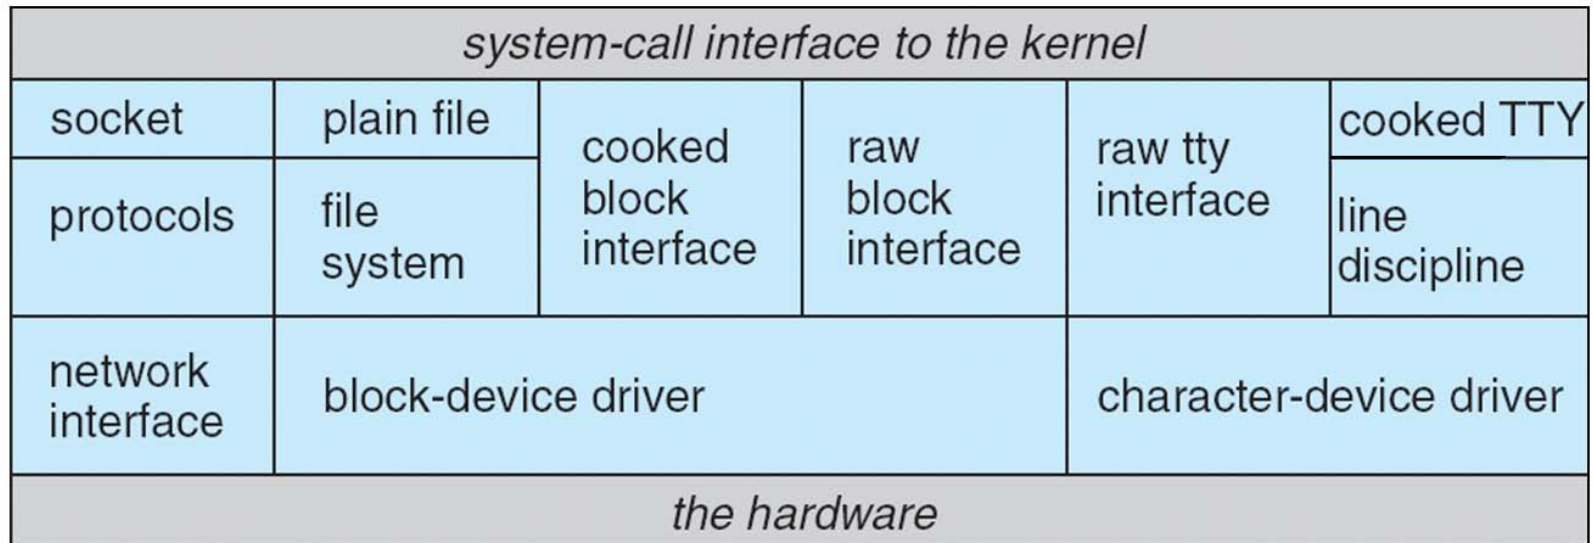 system-call interface to the kernel
socket
plain file
cooked
block
interface
raw
block
interface
raw tty
interface
cooked TTY
protocols
file
system
line
discipline
network
interface
block-device driver
character-device driver
the hardware